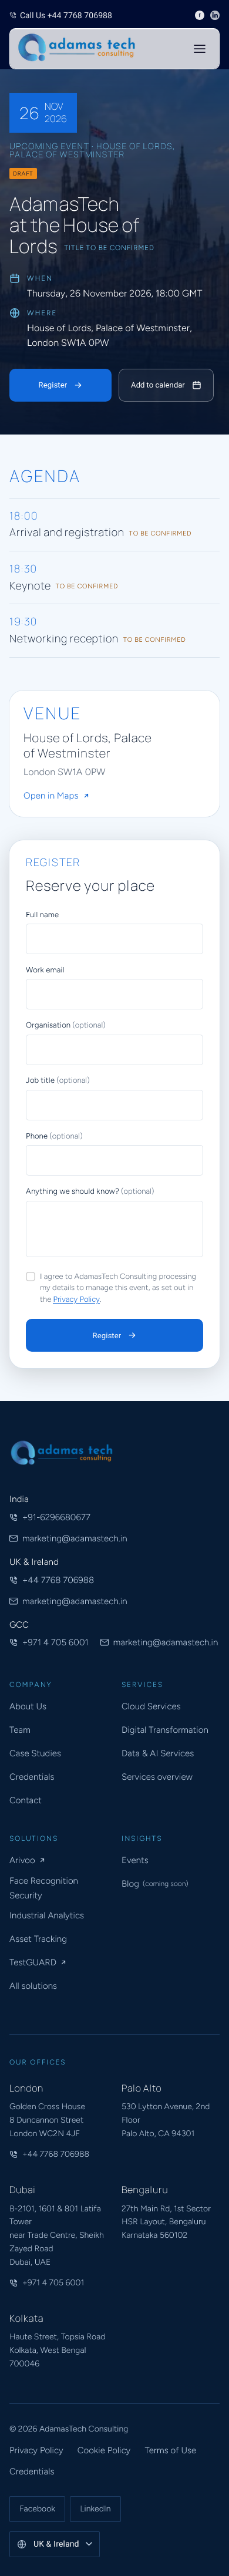 Call Us +44 7768 706988
adamas tech
consulting
26 NOV
2026
UPCOMING EVENT · HOUSE OF LORDS,
PALACE OF WESTMINSTER
DRAFT
AdamasTech
at the House of
Lords TITLE TO BE CONFIRMED
WHEN
Thursday, 26 November 2026, 18:00 GMT
WHERE
House of Lords, Palace of Westminster,
London SW1A 0PW
Register
Add to calendar
AGENDA
18:00
Arrival and registration TO BE CONFIRMED
18:30
Keynote TO BE CONFIRMED
19:30
Networking reception TO BE CONFIRMED
VENUE
House of Lords, Palace
of Westminster
London SW1A 0PW
Open in Maps
REGISTER
Reserve your place
Full name
Work email
Organisation (optional)
Job title (optional)
Phone (optional)
Anything we should know? (optional)
I agree to AdamasTech Consulting processing
my details to manage this event, as set out in
the Privacy Policy.
Register
adamas tech
consulting
India
+91-6296680677
marketing@adamastech.in
UK & Ireland
+44 7768 706988
marketing@adamastech.in
GCC
+971 4 705 6001 marketing@adamastech.in
COMPANY
About Us
Team
Case Studies
Credentials
Contact
SERVICES
Cloud Services
Digital Transformation
Data & AI Services
Services overview
SOLUTIONS
Arivoo
Face Recognition
Security
Industrial Analytics
Asset Tracking
TestGUARD
All solutions
INSIGHTS
Events
Blog (coming soon)
OUR OFFICES
London
Golden Cross House
8 Duncannon Street
London WC2N 4JF
+44 7768 706988
Palo Alto
530 Lytton Avenue, 2nd
Floor
Palo Alto, CA 94301
Dubai
B-2101, 1601 & 801 Latifa
Tower
near Trade Centre, Sheikh
Zayed Road
Dubai, UAE
+971 4 705 6001
Bengaluru
27th Main Rd, 1st Sector
HSR Layout, Bengaluru
Karnataka 560102
Kolkata
Haute Street, Topsia Road
Kolkata, West Bengal
700046
© 2026 AdamasTech Consulting
Privacy Policy Cookie Policy Terms of Use
Credentials
Facebook LinkedIn
UK & Ireland